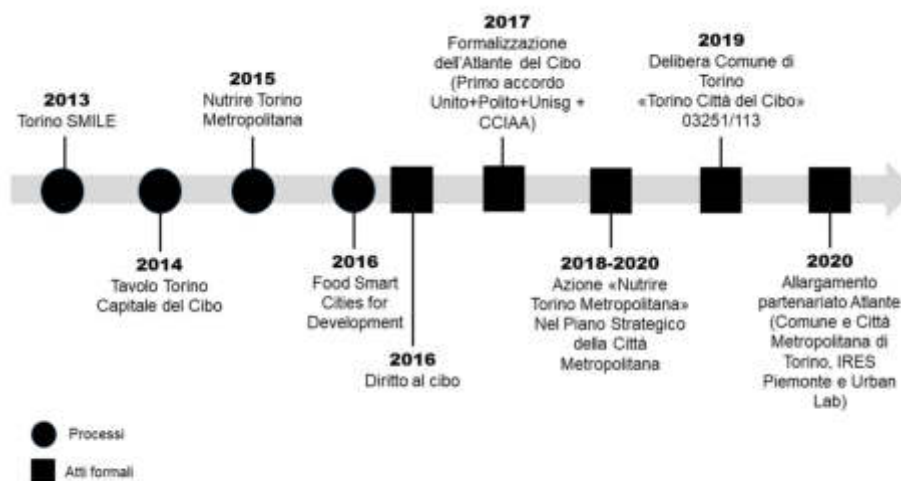 2013
Torino SMILE
2015
Nutrire Torino
Metropolitana
2017
Formalizzazione
dell'Atlante del Cibo
(Primo accordo
Unito+Polito+Unisg +
CCIAA)
2019
Delibera Comune di
Torino
«Torino Città del Cibo»
03251/113
2014
Tavolo Torino
Capitale del Cibo
2016
Food Smart
Cities for
Development
2016
Diritto al cibo
2018-2020
Azione «Nutrire
Torino Metropolitana»
Nel Piano Strategico
della Città
Metropolitana
2020
Allargamento
partenariato Atlante
(Comune e Città
Metropolitana di
Torino, IRES
Piemonte e Urban
Lab)
Processi
Atti formali